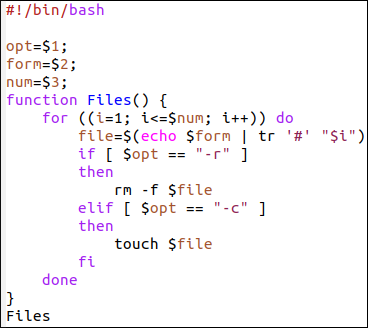 #!/bin/bash
opt=$1;
form=$2;
num=$3;
function Files() {
for ((i=1; i<=$num; i++)) do
file=$(echo $form | tr '#' "$i")
if [ $opt == "-r" ]
then
rm -f $file
elif [ $opt == "-c" ]
then
touch $file
fi
done
}
Files